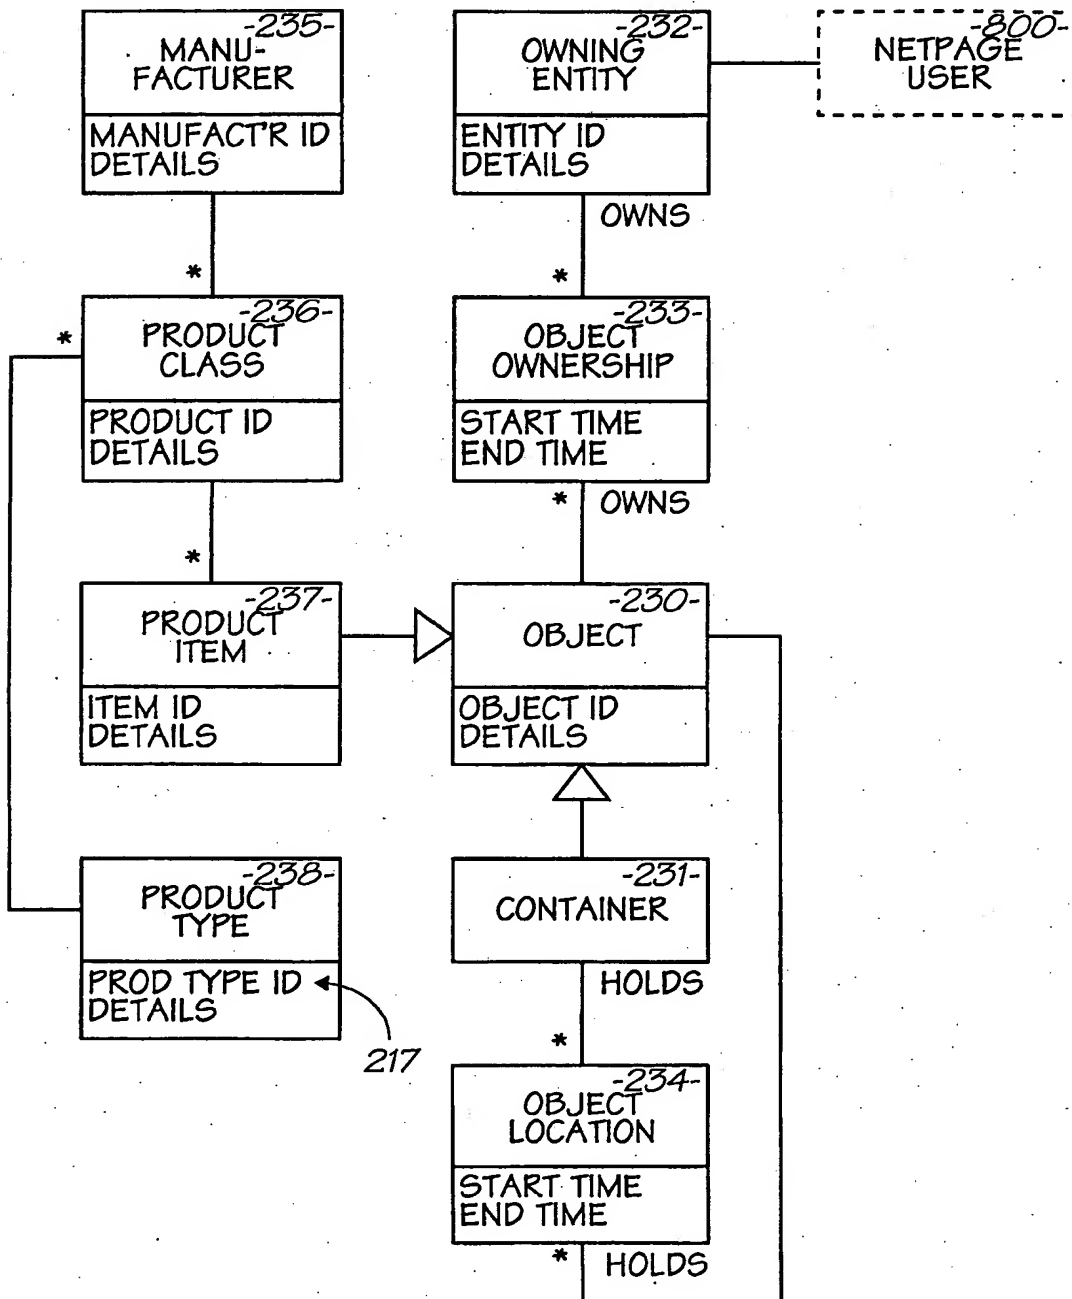 -235-
MANU-
FACTURER
MANUFACT'R ID
DETAILS
*
-236-
PRODUCT
CLASS
*
PRODUCT ID
DETAILS
*
-237-
PRODUCT
ITEM
ITEM ID
DETAILS
-238-
PRODUCT
TYPE
PROD TYPE ID
DETAILS
217
-232-
OWNING
ENTITY
ENTITY ID
DETAILS
OWNS
*
-233-
OBJECT
OWNERSHIP
START TIME
END TIME
* OWNS
-230-
OBJECT
OBJECT ID
DETAILS
-231-
CONTAINER
HOLDS
*
-234-
OBJECT
LOCATION
START TIME
END TIME
* HOLDS
-800-
NETPAGE
USER